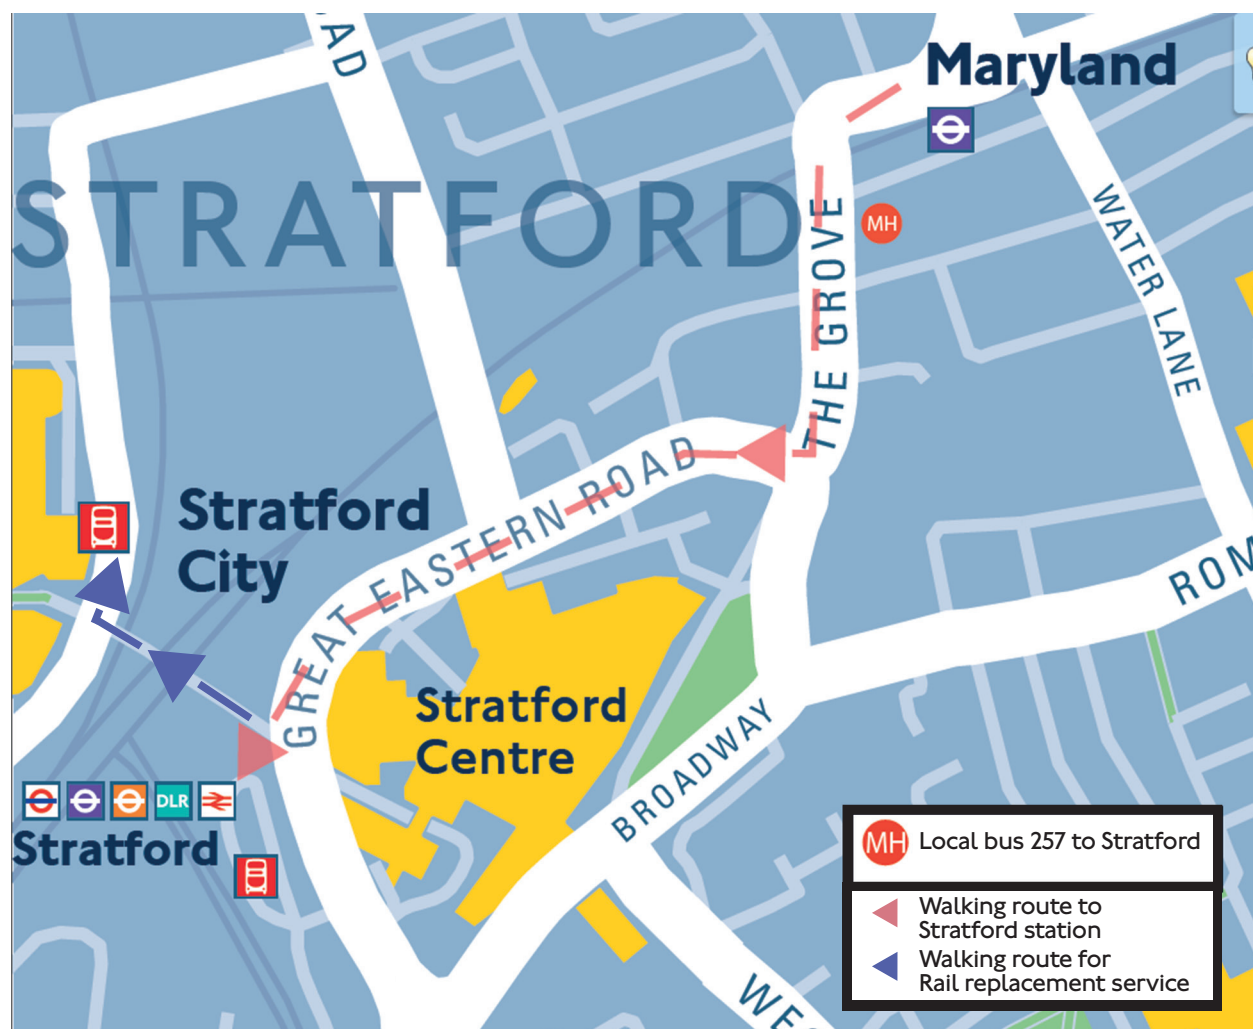 AD
Maryland
STRATFORD
MH
THE GROVE
WATER LANE
GREAT EASTERN ROAD
Stratford
City
ROM
Stratford
Centre
BROADWAY
DLR
Stratford
MH Local bus 257 to Stratford
Walking route to
Stratford station
Walking route for
Rail replacement service
WES